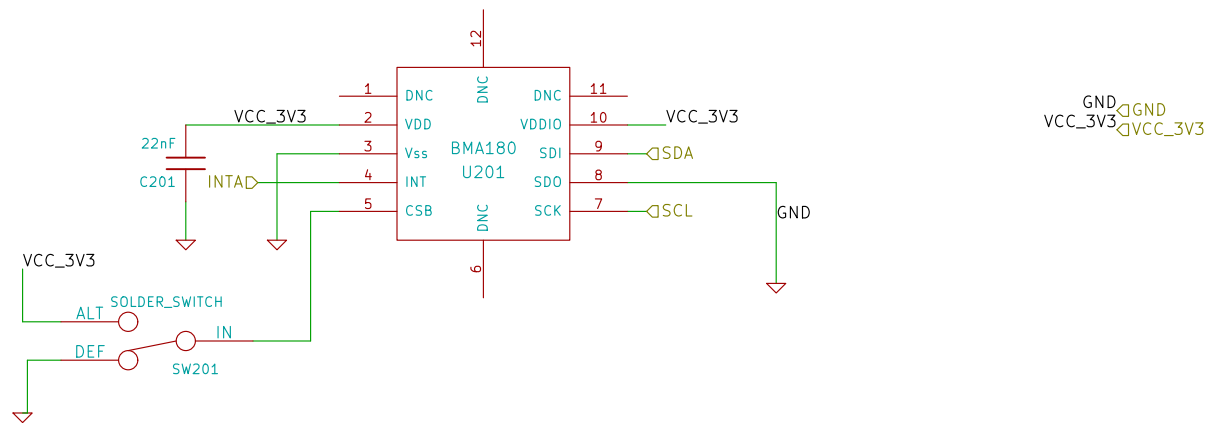 12
1 DNC DNC DNC 11
VCC_3V3 2 VDD VDDIO 10 VCC_3V3
22nF 3 Vss BMA180 SDI 9 SDA
C201 INTA 4 INT U201 SDO 8
5 CSB DNC SCK 7 SCL GND
6
VCC_3V3
ALT SOLDER_SWITCH
DEF IN
SW201
GND GND
VCC_3V3 VCC_3V3